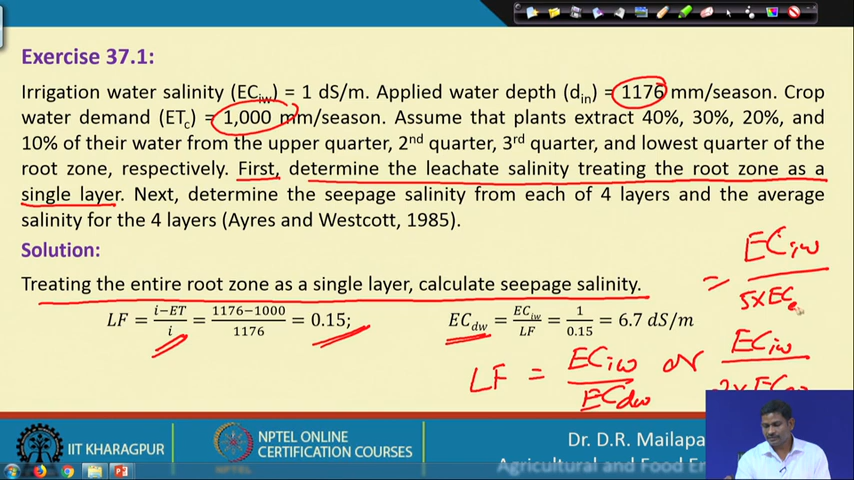 Exercise 37.1:
Irrigation water salinity (ECiw) = 1 dS/m. Applied water depth (din) = 1176 mm/season. Crop
water demand (ETc) = 1,000 mm/season. Assume that plants extract 40%, 30%, 20%, and
10% of their water from the upper quarter, 2nd quarter, 3rd quarter, and lowest quarter of the
root zone, respectively. First, determine the leachate salinity treating the root zone as a
single layer. Next, determine the seepage salinity from each of 4 layers and the average
salinity for the 4 layers (Ayres and Westcott, 1985).
Solution:
Treating the entire root zone as a single layer, calculate seepage salinity.
LF = i−ET/i = 1176−1000/1176 = 0.15; ECdw = ECiw/LF = 1/0.15 = 6.7 dS/m
= ECiw / 5×ECe
LF = ECiw/ECdw or ECiw
IIT KHARAGPUR
NPTEL ONLINE
CERTIFICATION COURSES
Dr. D.R. Mailapa
Agricultural and Food En